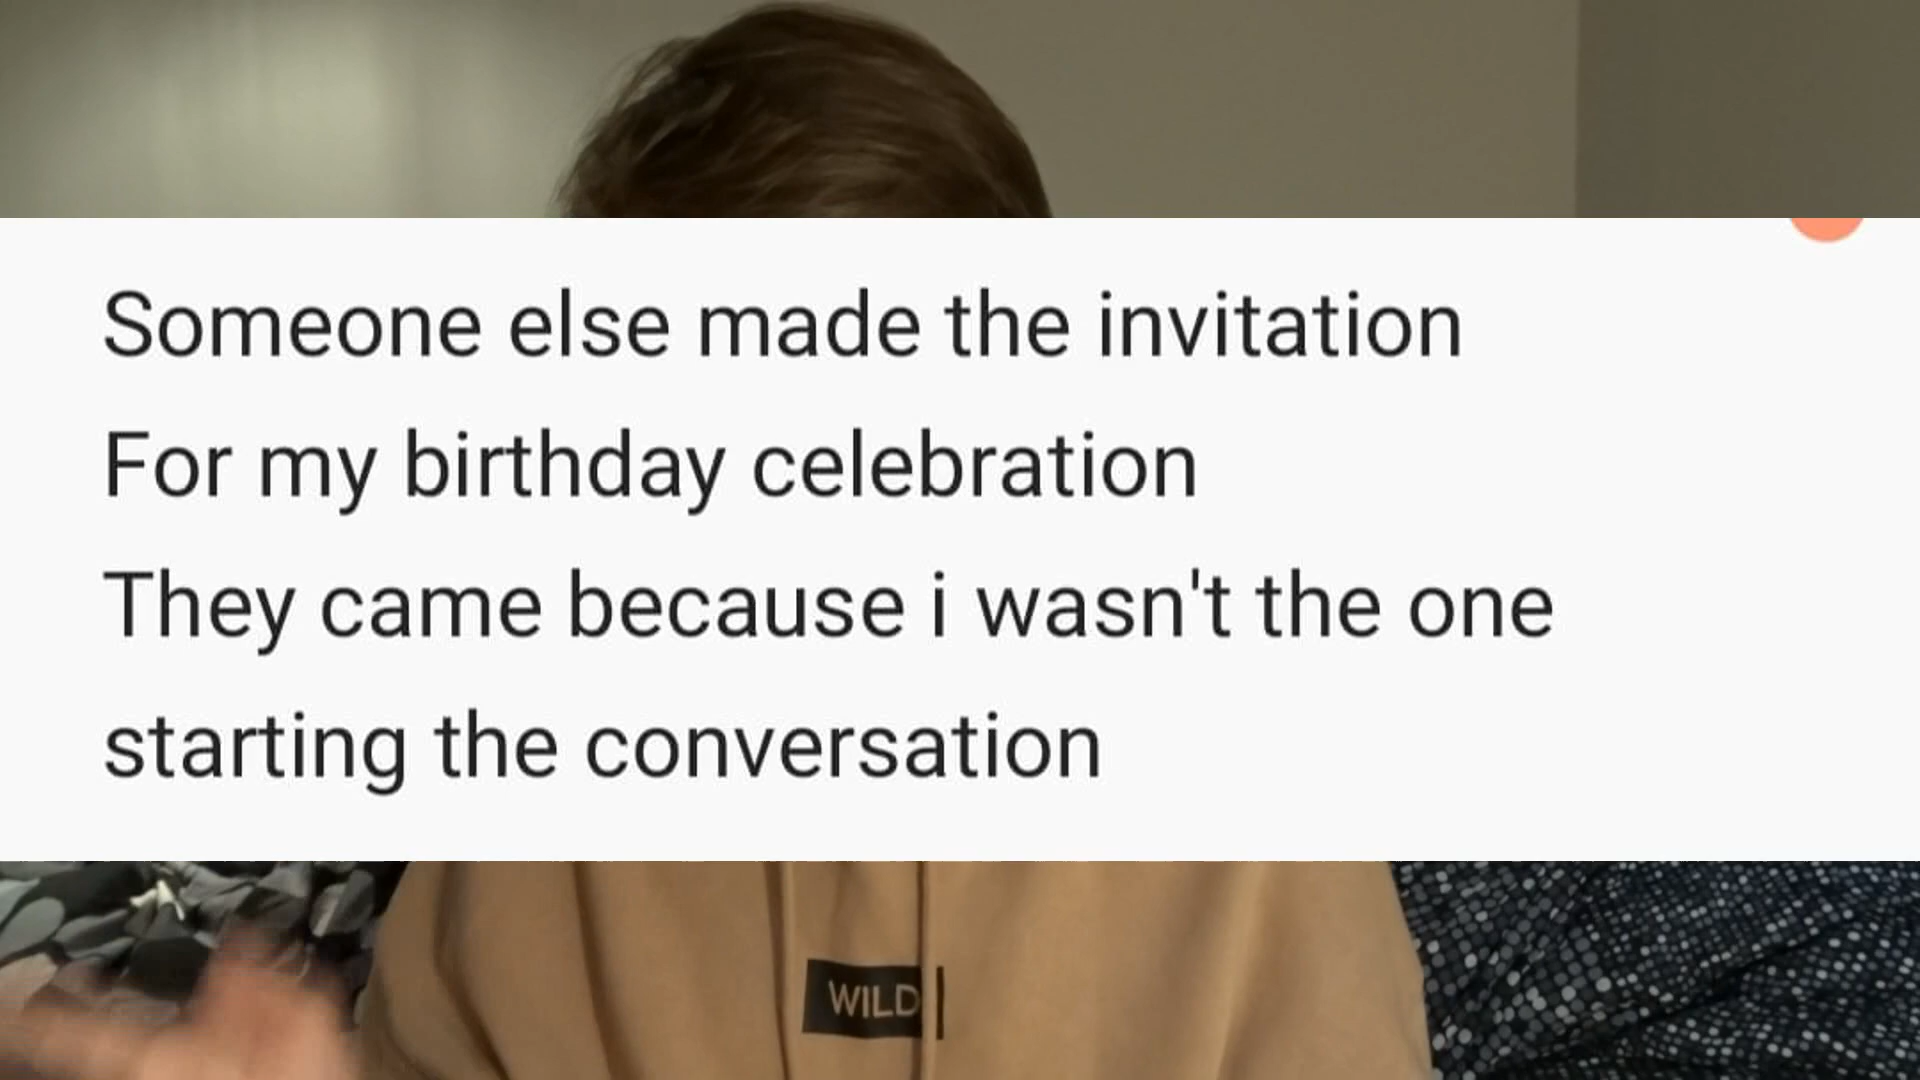 Someone else made the invitation
For my birthday celebration
They came because i wasn't the one
starting the conversation
WILD